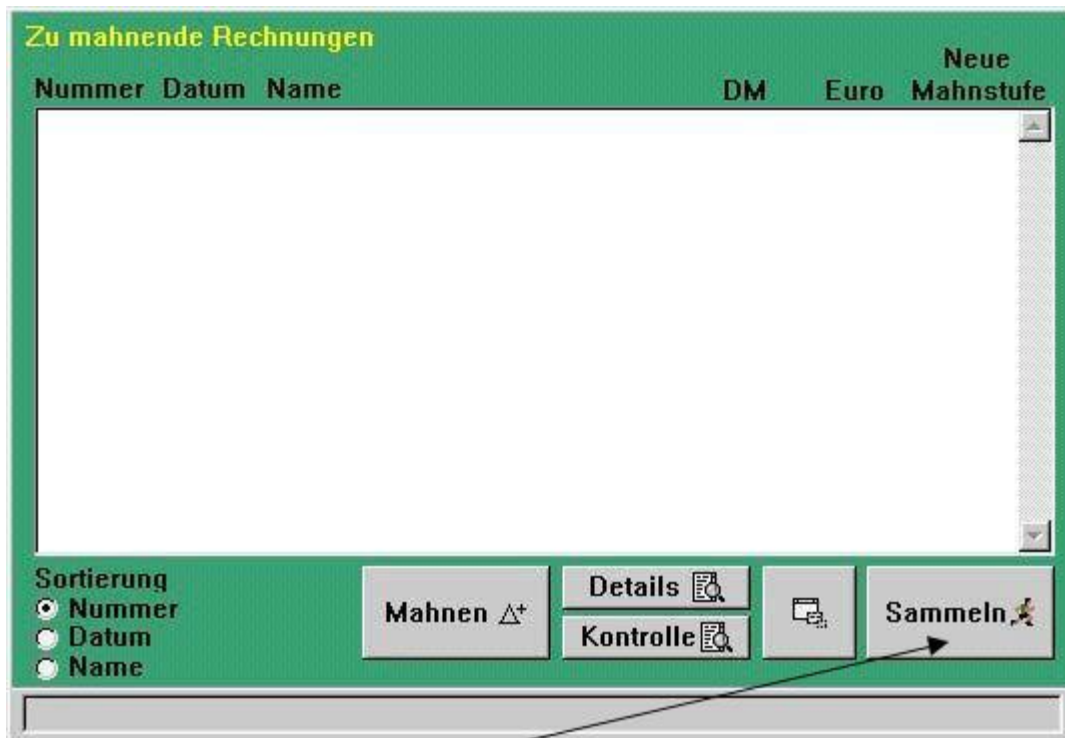 Zu mahnende Rechnungen
Neue
Nummer Datum Name DM Euro Mahnstufe
Sortierung
Nummer
Datum
Name
Mahnen
Details
Kontrolle
Sammeln